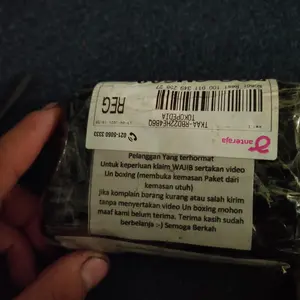 anteraja
REG
TOKOPEDIA
021-5060 3333
Pelanggan Yang terhormat
Untuk keperluan klaim WAJIB sertakan video
Un boxing (membuka kemasan Paket dari
kemasan utuh)
Jika komplain barang kurang atau salah kirim
tanpa menyertakan video Un boxing mohon
maaf kami belum terima. Terima kasih sudah
berbelanja :-) Semoga Berkah